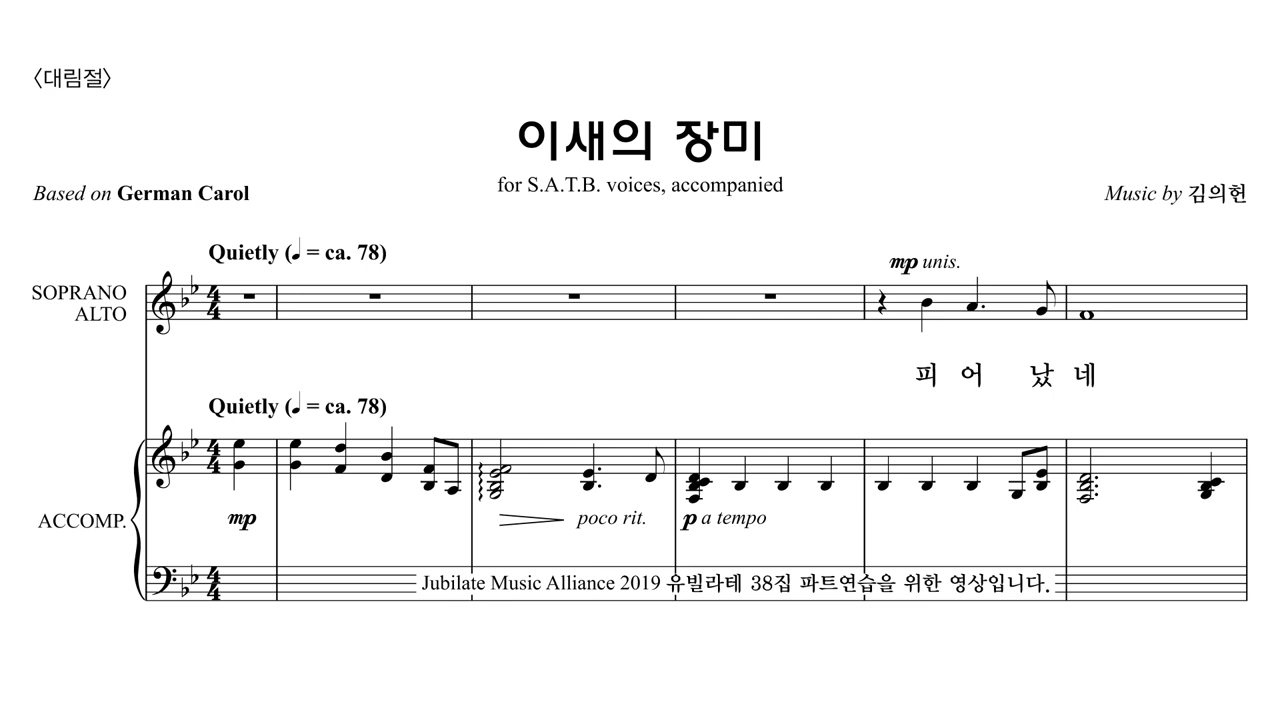 〈대림절〉
이새의 장미
for S.A.T.B. voices, accompanied
Based on German Carol
Music by 김의헌
Quietly (♩ = ca. 78)
SOPRANO
ALTO
mp unis.
피 어 났 네
Quietly (♩ = ca. 78)
ACCOMP.
mp
poco rit.
p a tempo
Jubilate Music Alliance 2019 유빌라테 38집 파트연습을 위한 영상입니다.